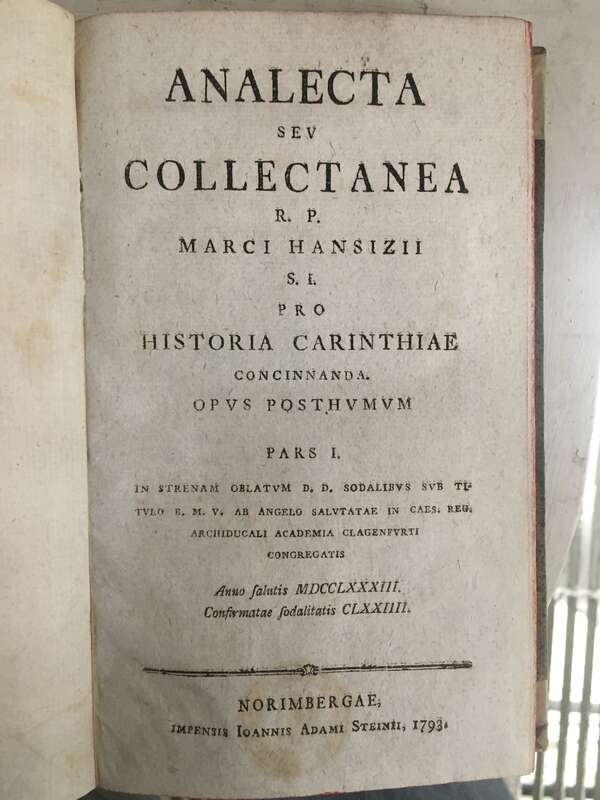 ANALECTA
SEV
COLLECTANEA
R. P.
MARCI HANSIZII
S. I.
PRO
HISTORIA CARINTHIAE
CONCINNANDA.
OPVS POSTHVMVM
PARS I.
IN STRENAM OBLATVM D. D. SODALIBVS SVB TI-
TVLO B. M. V. AB ANGELO SALVTATAE IN CAES. REG.
ARCHIDUCALI ACADEMIA CLAGENFVRTI
CONGREGATIS
Anno ſalutis MDCCLXXXIII.
Confirmatae ſodalitatis CLXXIIII.
NORIMBERGAE,
IMPENSIS IOANNIS ADAMI STEINII, 1793.